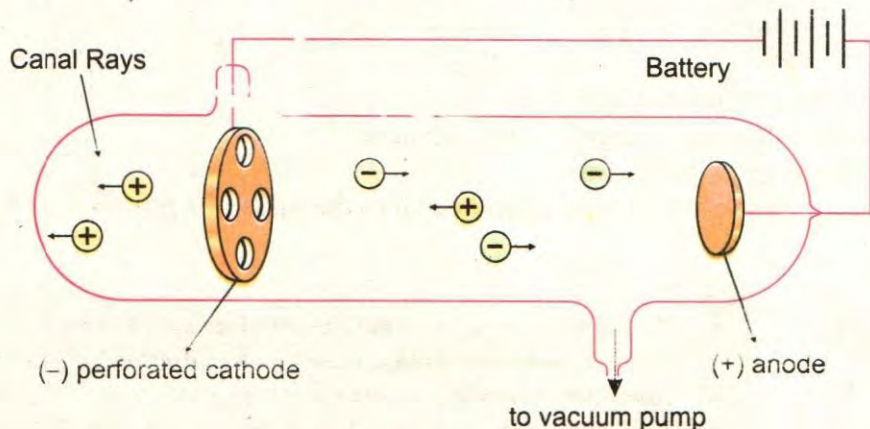 Canal Rays
Battery
(–) perforated cathode
(+) anode
to vacuum pump